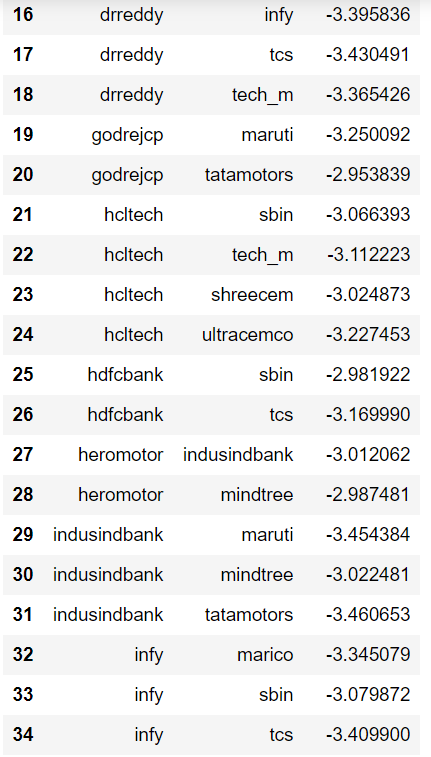 16 drreddy infy -3.395836
17 drreddy tcs -3.430491
18 drreddy tech_m -3.365426
19 godrejcp maruti -3.250092
20 godrejcp tatamotors -2.953839
21 hcltech sbin -3.066393
22 hcltech tech_m -3.112223
23 hcltech shreecem -3.024873
24 hcltech ultracemco -3.227453
25 hdfcbank sbin -2.981922
26 hdfcbank tcs -3.169990
27 heromotor indusindbank -3.012062
28 heromotor mindtree -2.987481
29 indusindbank maruti -3.454384
30 indusindbank mindtree -3.022481
31 indusindbank tatamotors -3.460653
32 infy marico -3.345079
33 infy sbin -3.079872
34 infy tcs -3.409900